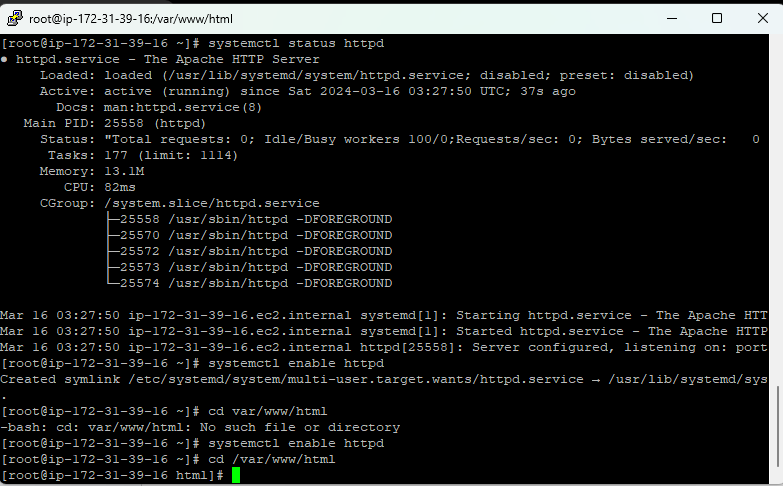 root@ip-172-31-39-16:/var/www/html
[root@ip-172-31-39-16 ~]# systemctl status httpd
● httpd.service - The Apache HTTP Server
     Loaded: loaded (/usr/lib/systemd/system/httpd.service; disabled; preset: disabled)
     Active: active (running) since Sat 2024-03-16 03:27:50 UTC; 37s ago
       Docs: man:httpd.service(8)
   Main PID: 25558 (httpd)
     Status: "Total requests: 0; Idle/Busy workers 100/0;Requests/sec: 0; Bytes served/sec:   0
      Tasks: 177 (limit: 1114)
     Memory: 13.1M
        CPU: 82ms
     CGroup: /system.slice/httpd.service
             ├─25558 /usr/sbin/httpd -DFOREGROUND
             ├─25570 /usr/sbin/httpd -DFOREGROUND
             ├─25572 /usr/sbin/httpd -DFOREGROUND
             ├─25573 /usr/sbin/httpd -DFOREGROUND
             └─25574 /usr/sbin/httpd -DFOREGROUND
Mar 16 03:27:50 ip-172-31-39-16.ec2.internal systemd[1]: Starting httpd.service - The Apache HTT
Mar 16 03:27:50 ip-172-31-39-16.ec2.internal systemd[1]: Started httpd.service - The Apache HTTP
Mar 16 03:27:50 ip-172-31-39-16.ec2.internal httpd[25558]: Server configured, listening on: port
[root@ip-172-31-39-16 ~]# systemctl enable httpd
Created symlink /etc/systemd/system/multi-user.target.wants/httpd.service → /usr/lib/systemd/sys
.
[root@ip-172-31-39-16 ~]# cd var/www/html
-bash: cd: var/www/html: No such file or directory
[root@ip-172-31-39-16 ~]# systemctl enable httpd
[root@ip-172-31-39-16 ~]# cd /var/www/html
[root@ip-172-31-39-16 html]#